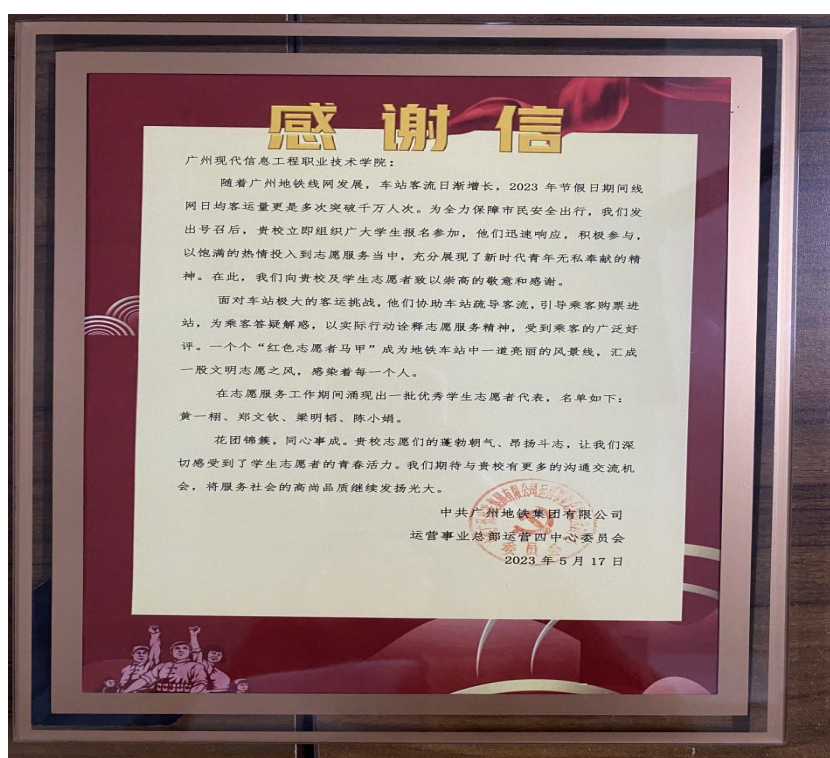 感谢信
广州现代信息工程职业技术学院：
随着广州地铁线网发展，车站客流日渐增长，2023 年节假日期间线
网日均客运量更是多次突破千万人次。为全力保障市民安全出行，我们发
出号召后，贵校立即组织广大学生报名参加，他们迅速响应，积极参与，
以饱满的热情投入到志愿服务当中，充分展现了新时代青年无私奉献的精
神。在此，我们向贵校及学生志愿者致以崇高的敬意和感谢。
面对车站极大的客运挑战，他们协助车站疏导客流，引导乘客购票进
站，为乘客答疑解惑，以实际行动诠释志愿服务精神，受到乘客的广泛好
评。一个个“红色志愿者马甲”成为地铁车站中一道亮丽的风景线，汇成
一股文明志愿之风，感染着每一个人。
在志愿服务工作期间涌现出一批优秀学生志愿者代表，名单如下：
黄一栩、郑文钦、梁明韬、陈小娟。
花团锦簇，同心事成。贵校志愿们的蓬勃朝气、昂扬斗志，让我们深
切感受到了学生志愿者的青春活力。我们期待与贵校有更多的沟通交流机
会，将服务社会的高尚品质继续发扬光大。
中共广州地铁集团有限公司
运营事业总部运营四中心委员会
2023 年 5 月 17 日
委员会